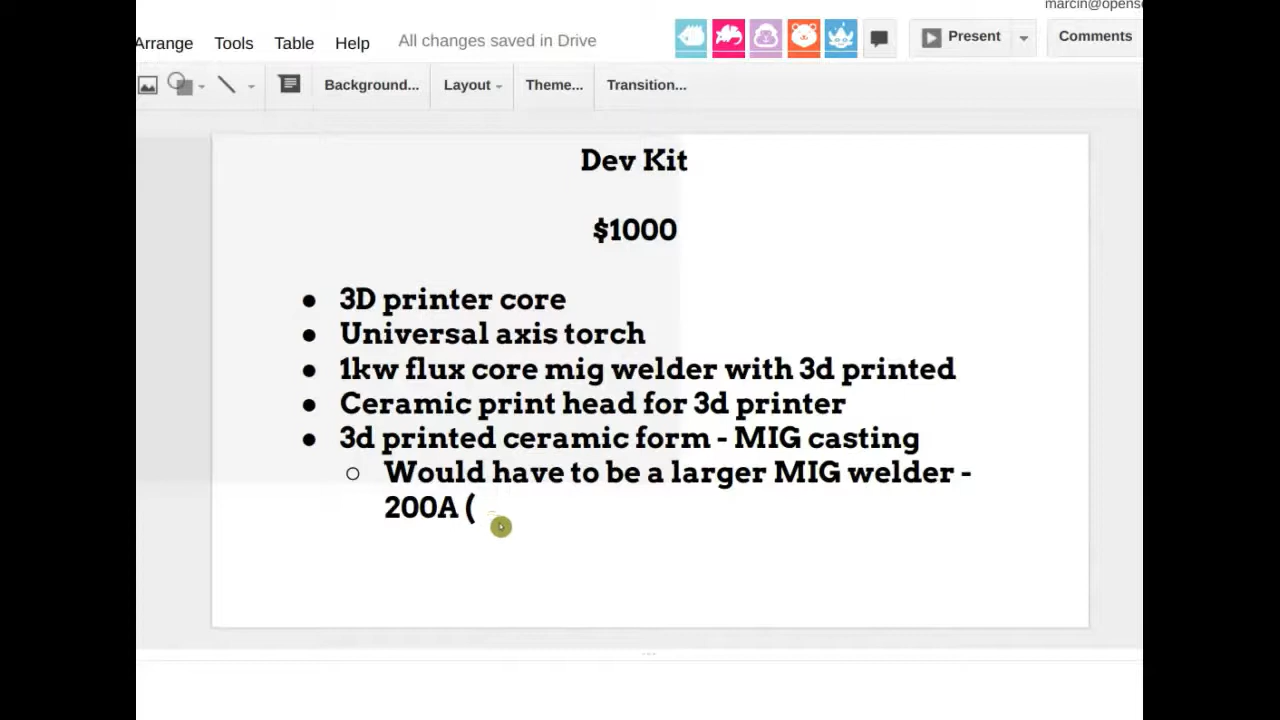 marcin@opens
Arrange Tools Table Help All changes saved in Drive Present Comments
Background... Layout Theme... Transition...
Dev Kit
$1000
● 3D printer core
● Universal axis torch
● 1kw flux core mig welder with 3d printed
● Ceramic print head for 3d printer
● 3d printed ceramic form - MIG casting
○ Would have to be a larger MIG welder -
200A (